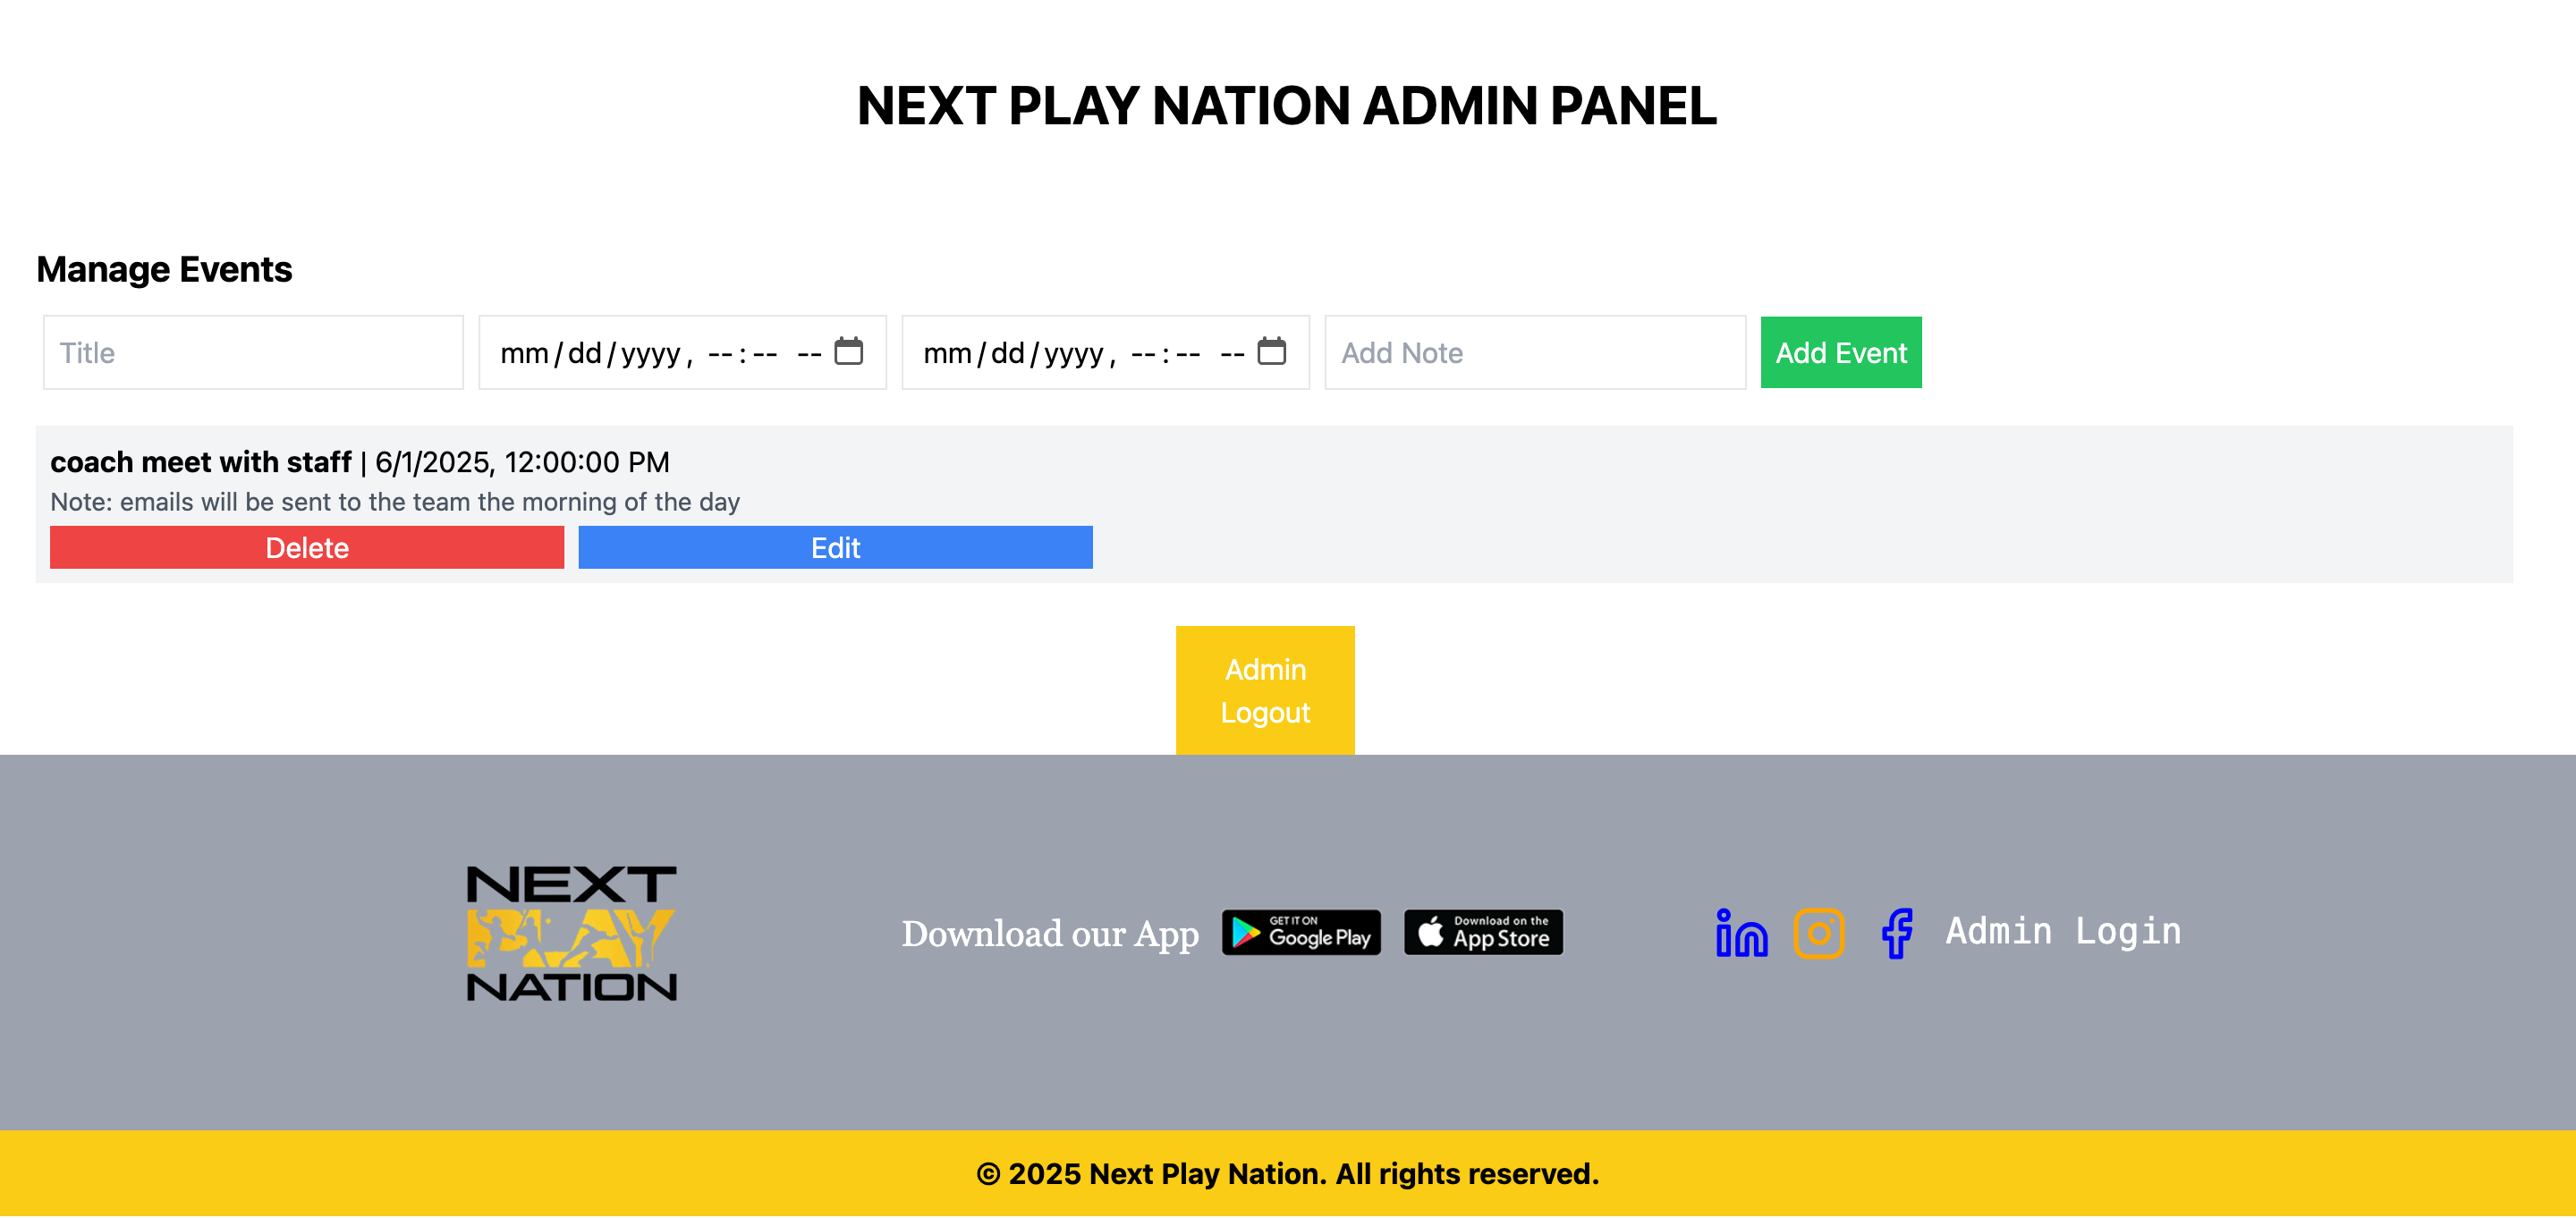 NEXT PLAY NATION ADMIN PANEL
Manage Events
Title
mm/dd/yyyy, --:-- --
mm/dd/yyyy, --:-- --
Add Note
Add Event
coach meet with staff | 6/1/2025, 12:00:00 PM
Note: emails will be sent to the team the morning of the day
Delete
Edit
Admin
Logout
NEXT
PLAY
NATION
Download our App
GET IT ON
Google Play
Download on the
App Store
Admin Login
© 2025 Next Play Nation. All rights reserved.